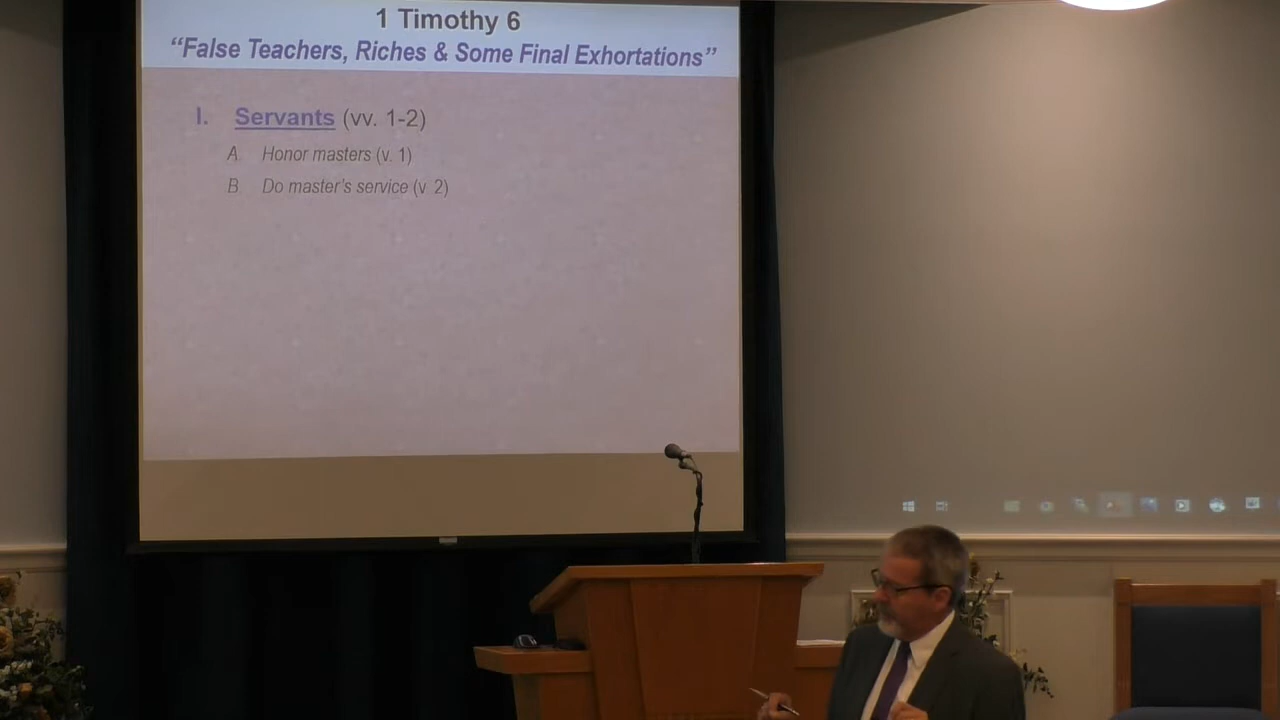 1 Timothy 6
“False Teachers, Riches & Some Final Exhortations”
I. Servants (vv. 1-2)
A Honor masters (v. 1)
B Do master's service (v 2)